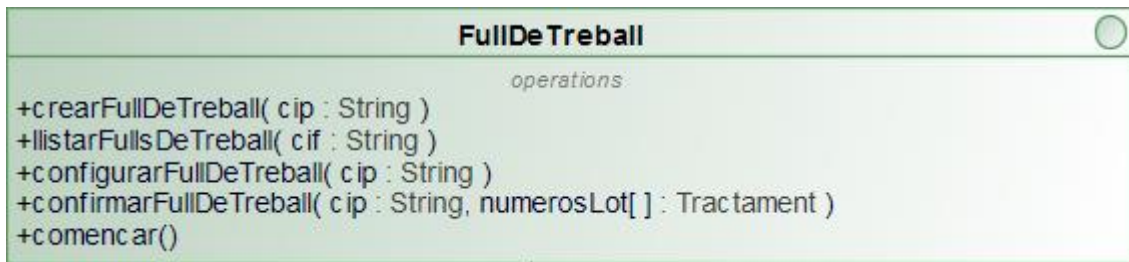 FullDeTreball
operations
+crearFullDeTreball( cip : String )
+llistarFullsDeTreball( cif : String )
+configurarFullDeTreball( cip : String )
+confirmarFullDeTreball( cip : String, numerosLot[ ] : Tractament )
+comencar()